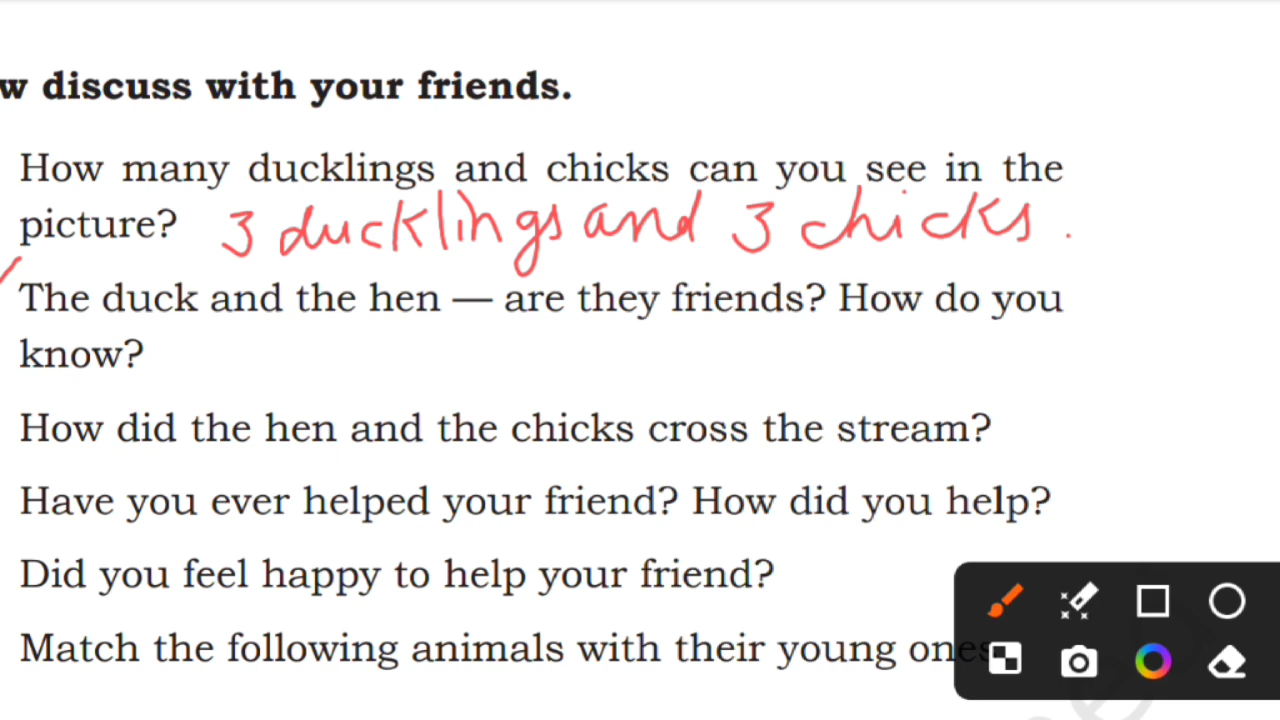 w discuss with your friends.
How many ducklings and chicks can you see in the
picture? 3 ducklings and 3 chicks.
The duck and the hen — are they friends? How do you
know?
How did the hen and the chicks cross the stream?
Have you ever helped your friend? How did you help?
Did you feel happy to help your friend?
Match the following animals with their young ones